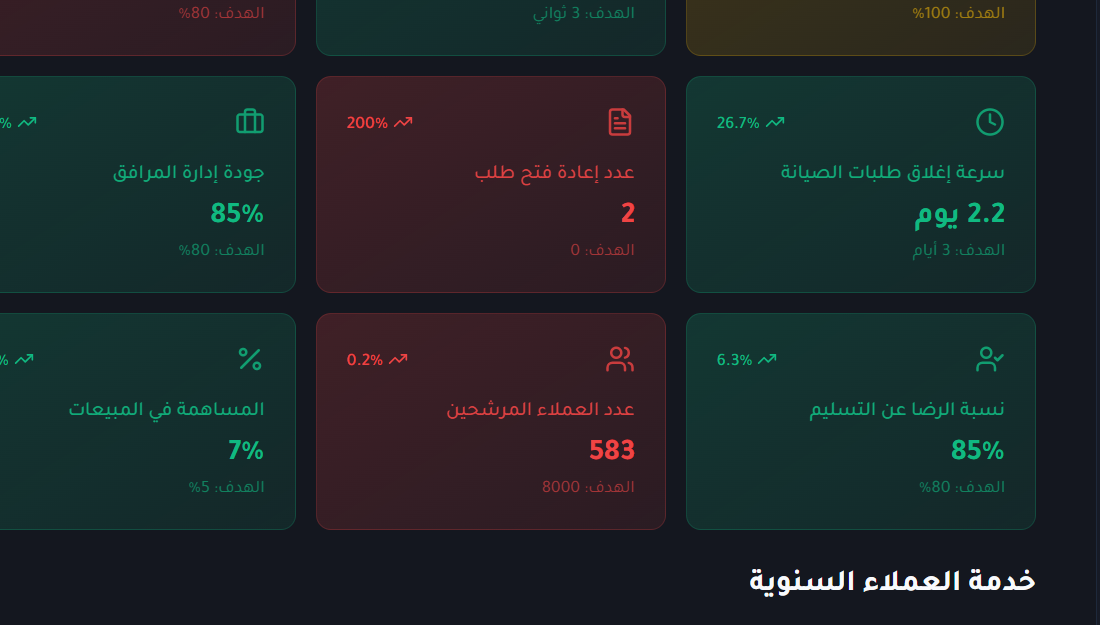 الهدف: 100%
الهدف: 3 ثواني
الهدف: 80%
26.7%
سرعة إغلاق طلبات الصيانة
2.2 يوم
الهدف: 3 أيام
200%
عدد إعادة فتح طلب
2
الهدف: 0
%
جودة إدارة المرافق
85%
الهدف: 80%
6.3%
نسبة الرضا عن التسليم
85%
الهدف: 80%
0.2%
عدد العملاء المرشحين
583
الهدف: 8000
%
المساهمة في المبيعات
7%
الهدف: 5%
خدمة العملاء السنوية